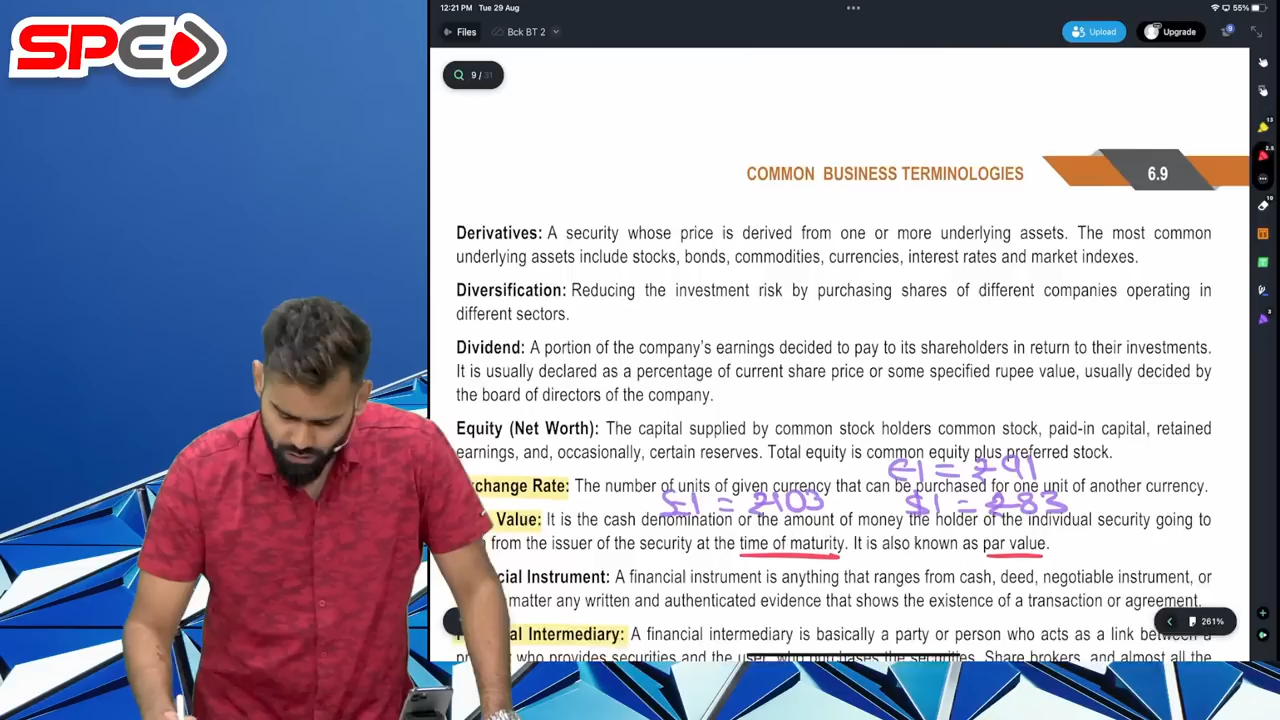 SPC
12:21 PM Tue 29 Aug
55%
Files
Bck BT 2
Upload
Upgrade
9 / 31
COMMON BUSINESS TERMINOLOGIES
6.9
Derivatives: A security whose price is derived from one or more underlying assets. The most common
underlying assets include stocks, bonds, commodities, currencies, interest rates and market indexes.
Diversification: Reducing the investment risk by purchasing shares of different companies operating in
different sectors.
Dividend: A portion of the company's earnings decided to pay to its shareholders in return to their investments.
It is usually declared as a percentage of current share price or some specified rupee value, usually decided by
the board of directors of the company.
Equity (Net Worth): The capital supplied by common stock holders common stock, paid-in capital, retained
earnings, and, occasionally, certain reserves. Total equity is common equity plus preferred stock.
€1 = ₹91
change Rate: The number of units of given currency that can be purchased for one unit of another currency.
£1 = ₹103
$1 = ₹83
Value: It is the cash denomination or the amount of money the holder of the individual security going to
from the issuer of the security at the time of maturity. It is also known as par value.
cial Instrument: A financial instrument is anything that ranges from cash, deed, negotiable instrument, or
matter any written and authenticated evidence that shows the existence of a transaction or agreement.
261%
l Intermediary: A financial intermediary is basically a party or person who acts as a link between a
who provides securities and the user, who purchases the securities. Share brokers, and almost all the